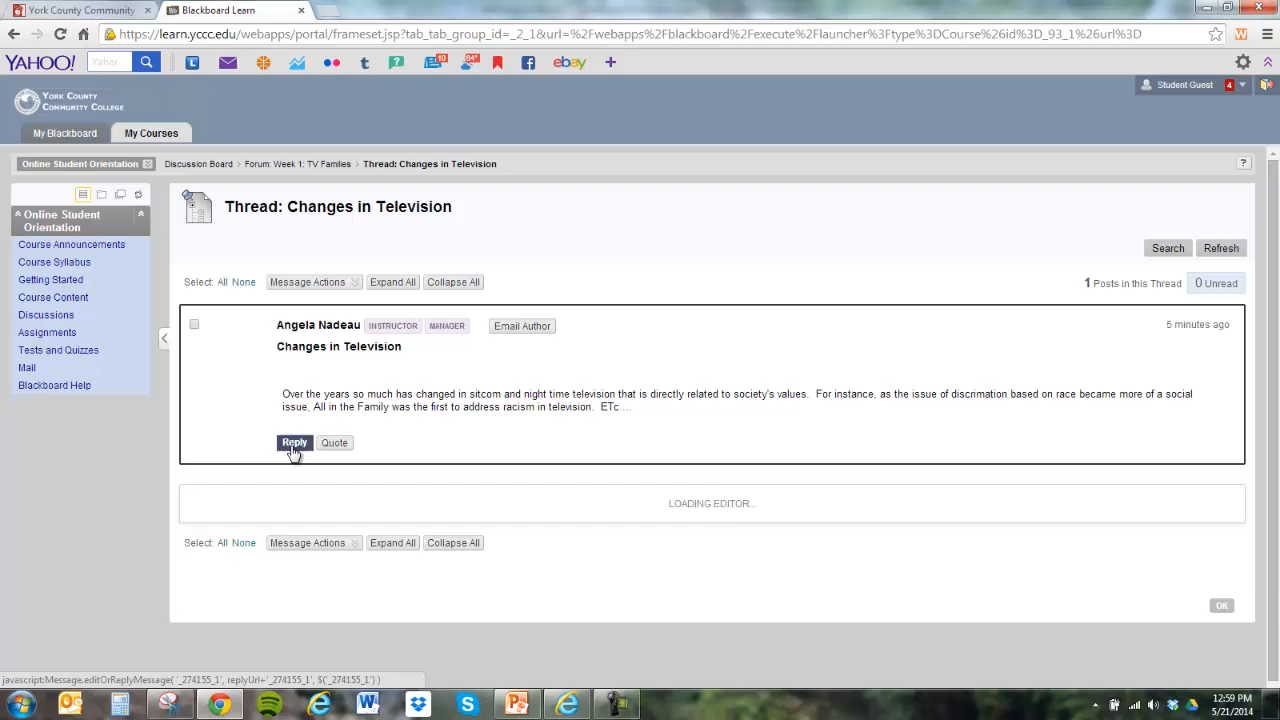 York County Community
Blackboard Learn
https://learn.yccc.edu/webapps/portal/frameset.jsp?tab_tab_group_id=_2_1&url=%2Fwebapps%2Fblackboard%2Fexecute%2Flauncher%3Ftype%3DCourse%26id%3D_93_1%26url%3D
YAHOO!
10
64°
ebay
YORK COUNTY
COMMUNITY COLLEGE
Student Guest 4
My Blackboard
My Courses
Online Student Orientation
Discussion Board > Forum: Week 1: TV Families > Thread: Changes in Television
?
Online Student
Orientation
Course Announcements
Course Syllabus
Getting Started
Course Content
Discussions
Assignments
Tests and Quizzes
Mail
Blackboard Help
Thread: Changes in Television
Search
Refresh
Select: All None
Message Actions
Expand All
Collapse All
1 Posts in this Thread
0 Unread
Angela Nadeau INSTRUCTOR MANAGER
Email Author
5 minutes ago
Changes in Television
Over the years so much has changed in sitcom and night time television that is directly related to society's values. For instance, as the issue of discrimation based on race became more of a social
issue, All in the Family was the first to address racism in television. ETc....
Reply
Quote
LOADING EDITOR...
Select: All None
Message Actions
Expand All
Collapse All
OK
javascript:Message.editOrReplyMessage( '_274155_1', replyUrl+'_274155_1', $('_274155_1') )
12:59 PM
5/21/2014